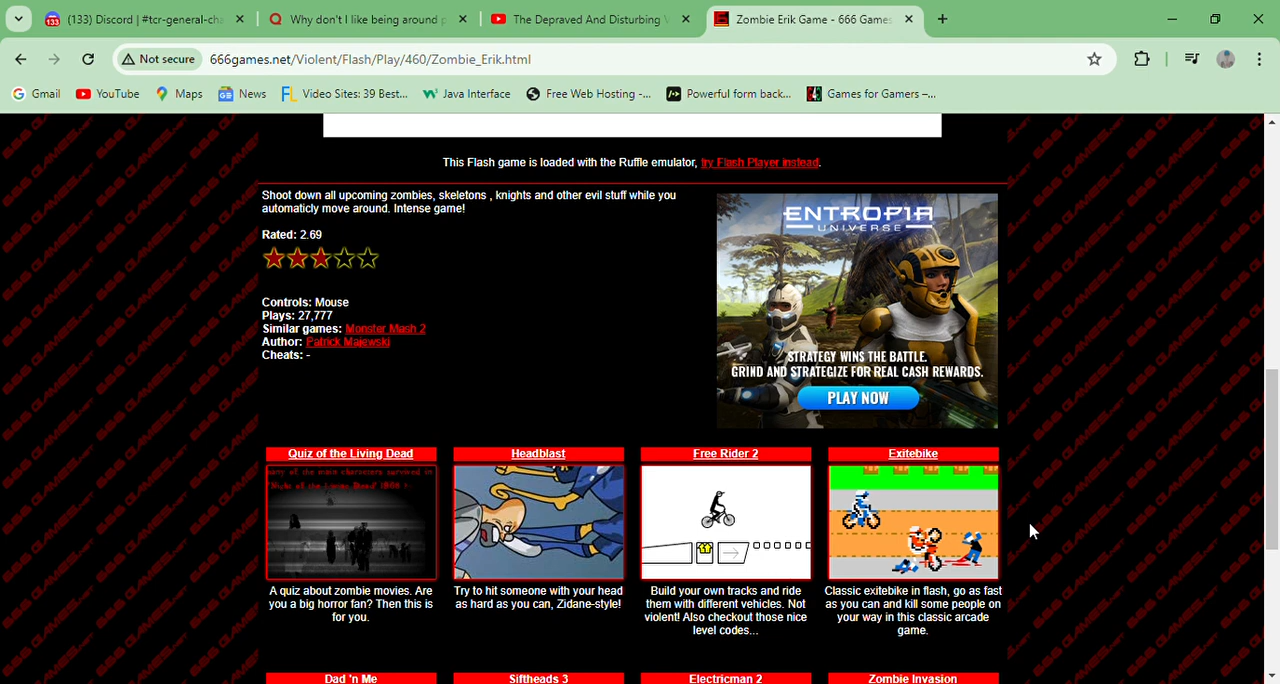 133
(133) Discord | #tcr-general-cha
Why don't I like being around p
The Depraved And Disturbing
Zombie Erik Game - 666 Games
Not secure
666games.net/Violent/Flash/Play/460/Zombie_Erik.html
Gmail
YouTube
Maps
News
Video Sites: 39 Best...
Java Interface
Free Web Hosting -...
Powerful form back...
Games for Gamers –...
This Flash game is loaded with the Ruffle emulator, try Flash Player instead.
Shoot down all upcoming zombies, skeletons , knights and other evil stuff while you
automaticly move around. Intense game!
Rated: 2.69
Controls: Mouse
Plays: 27,777
Similar games: Monster Mash 2
Author: Patrick Majewski
Cheats: -
ENTROPIA
UNIVERSE
STRATEGY WINS THE BATTLE.
GRIND AND STRATEGIZE FOR REAL CASH REWARDS.
PLAY NOW
Quiz of the Living Dead
Headblast
Free Rider 2
Exitebike
any of the main characters survived in
A quiz about zombie movies. Are
you a big horror fan? Then this is
for you.
Try to hit someone with your head
as hard as you can, Zidane-style!
Build your own tracks and ride
them with different vehicles. Not
violent! Also checkout those nice
level codes...
Classic exitebike in flash, go as fast
as you can and kill some people on
your way in this classic arcade
game.
Dad 'n Me
Siftheads 3
Electricman 2
Zombie Invasion